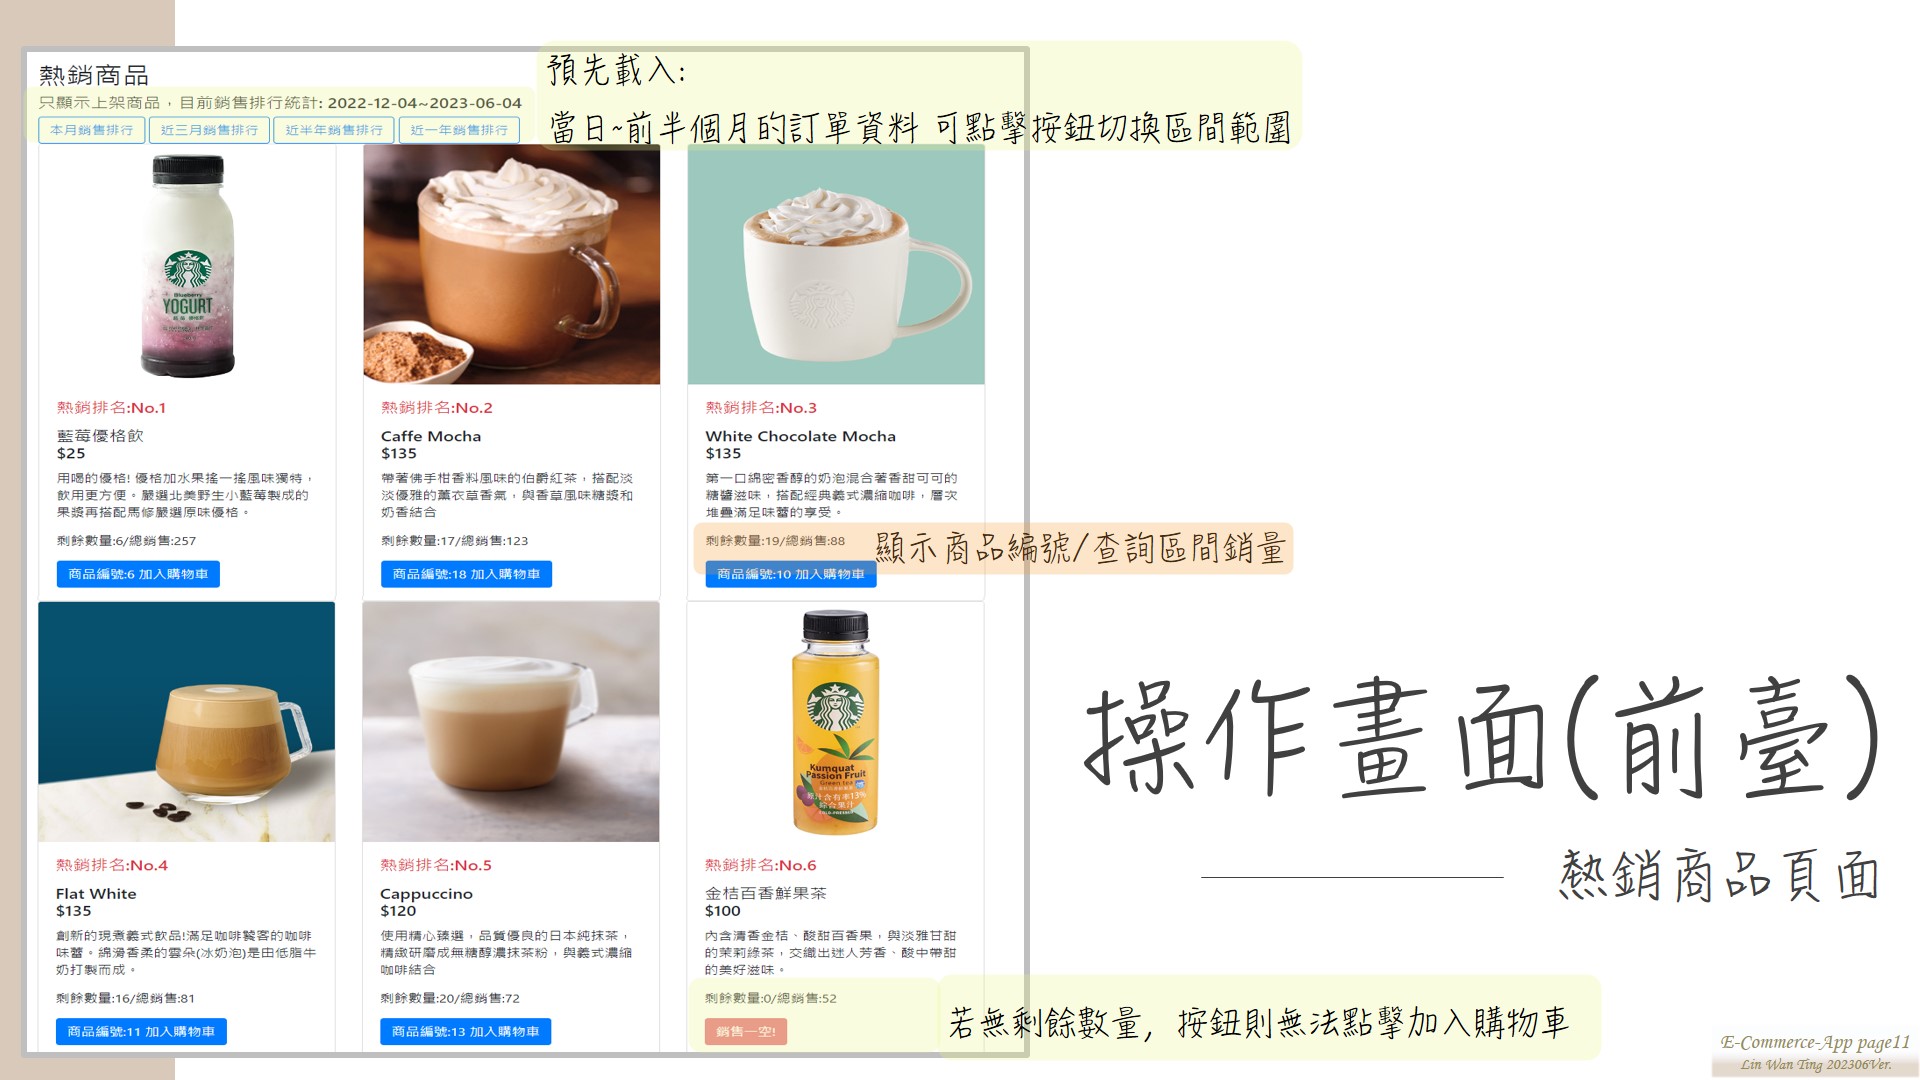 熱銷商品
只顯示上架商品，目前銷售排行統計: 2022-12-04~2023-06-04
本月銷售排行 近三月銷售排行 近半年銷售排行 近一年銷售排行
預先載入:
當日~前半個月的訂單資料 可點擊按鈕切換區間範圍
Blueberry
YOGURT
熱銷排名:No.1
藍莓優格飲
$25
用喝的優格! 優格加水果搖一搖風味獨特，
飲用更方便。嚴選北美野生小藍莓製成的
果漿再搭配馬修嚴選原味優格。
剩餘數量:6/總銷售:257
商品編號:6 加入購物車
熱銷排名:No.2
Caffe Mocha
$135
帶著佛手柑香料風味的伯爵紅茶，搭配淡
淡優雅的薰衣草香氣，與香草風味糖漿和
奶香結合
剩餘數量:17/總銷售:123
商品編號:18 加入購物車
熱銷排名:No.3
White Chocolate Mocha
$135
第一口綿密香醇的奶泡混合著香甜可可的
糖醬滋味，搭配經典義式濃縮咖啡，層次
堆疊滿足味蕾的享受。
剩餘數量:19/總銷售:88
商品編號:10 加入購物車
顯示商品編號/查詢區間銷量
熱銷排名:No.4
Flat White
$135
創新的現煮義式飲品!滿足咖啡饕客的咖啡
味蕾。綿滑香柔的雲朵(冰奶泡)是由低脂牛
奶打製而成。
剩餘數量:16/總銷售:81
商品編號:11 加入購物車
熱銷排名:No.5
Cappuccino
$120
使用精心臻選，品質優良的日本純抹茶，
精緻研磨成無糖醇濃抹茶粉，與義式濃縮
咖啡結合
剩餘數量:20/總銷售:72
商品編號:13 加入購物車
Kumquat
Passion Fruit
Green tea
原汁含有率13%
綜合果汁
熱銷排名:No.6
金桔百香鮮果茶
$100
內含清香金桔、酸甜百香果，與淡雅甘甜
的茉莉綠茶，交織出迷人芳香、酸中帶甜
的美好滋味。
剩餘數量:0/總銷售:52
銷售一空!
若無剩餘數量，按鈕則無法點擊加入購物車
操作畫面(前臺)
熱銷商品頁面
E-Commerce-App page11
Lin Wan Ting 202306Ver.